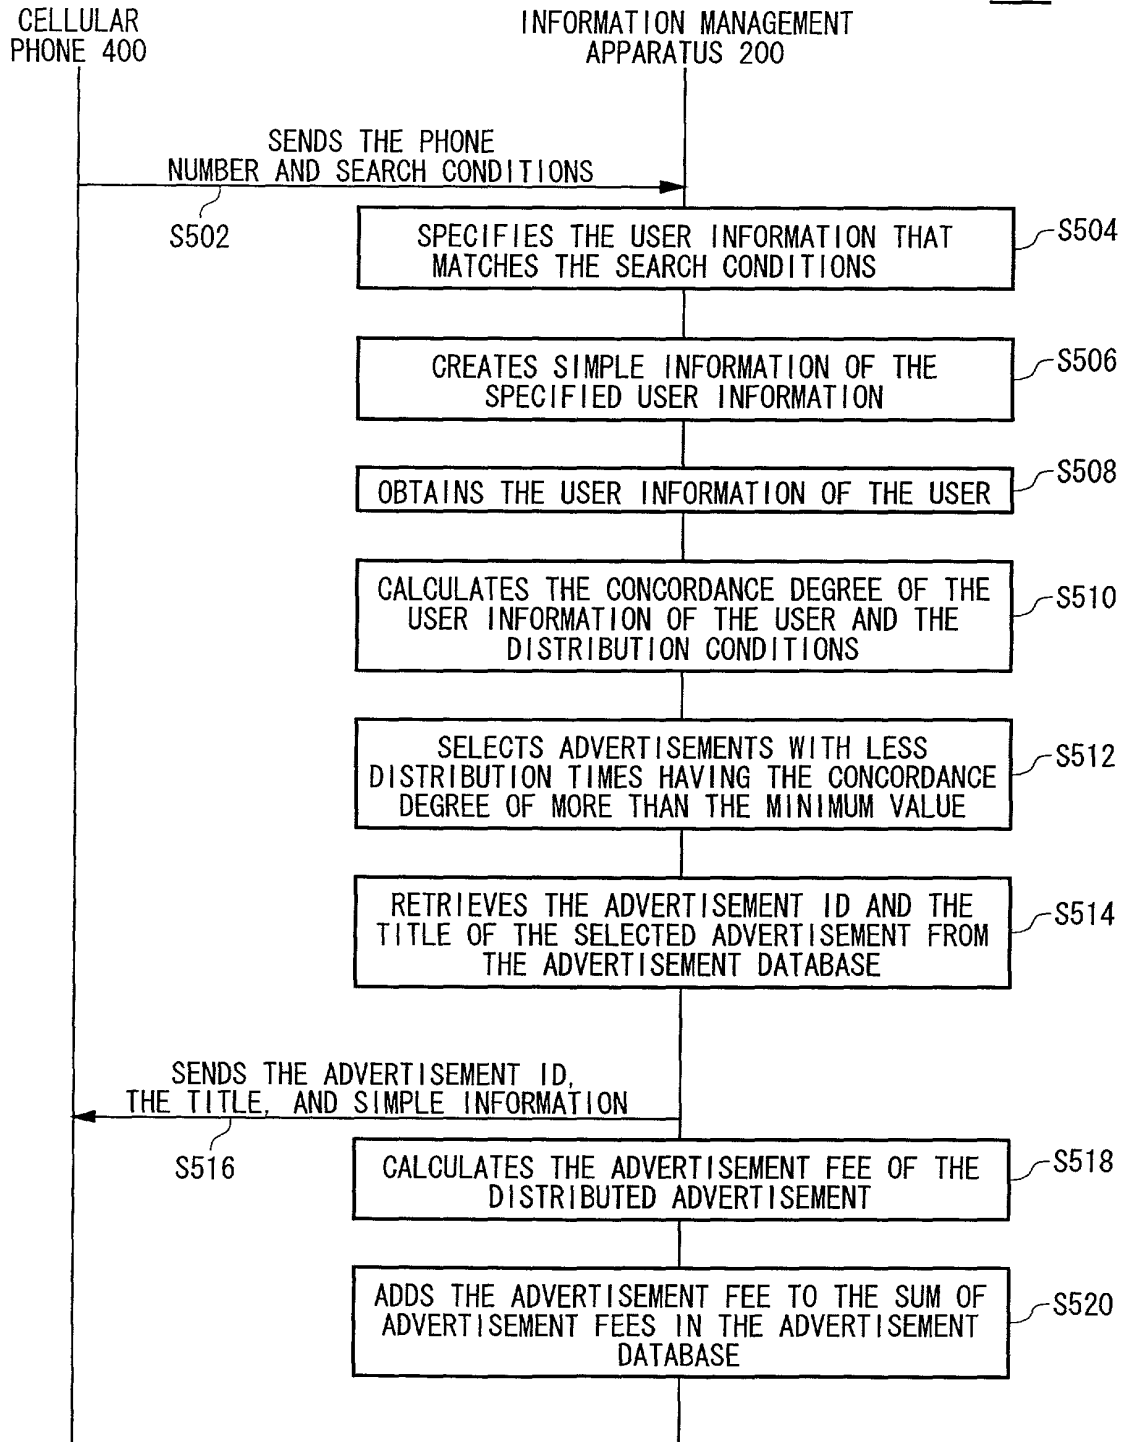 CELLULAR
PHONE 400
INFORMATION MANAGEMENT
APPARATUS 200
SENDS THE PHONE
NUMBER AND SEARCH CONDITIONS
S502
SPECIFIES THE USER INFORMATION THAT
MATCHES THE SEARCH CONDITIONS
S504
CREATES SIMPLE INFORMATION OF THE
SPECIFIED USER INFORMATION
S506
OBTAINS THE USER INFORMATION OF THE USER
S508
CALCULATES THE CONCORDANCE DEGREE OF THE
USER INFORMATION OF THE USER AND THE
DISTRIBUTION CONDITIONS
S510
SELECTS ADVERTISEMENTS WITH LESS
DISTRIBUTION TIMES HAVING THE CONCORDANCE
DEGREE OF MORE THAN THE MINIMUM VALUE
S512
RETRIEVES THE ADVERTISEMENT ID AND THE
TITLE OF THE SELECTED ADVERTISEMENT FROM
THE ADVERTISEMENT DATABASE
S514
SENDS THE ADVERTISEMENT ID,
THE TITLE, AND SIMPLE INFORMATION
S516
CALCULATES THE ADVERTISEMENT FEE OF THE
DISTRIBUTED ADVERTISEMENT
S518
ADDS THE ADVERTISEMENT FEE TO THE SUM OF
ADVERTISEMENT FEES IN THE ADVERTISEMENT
DATABASE
S520